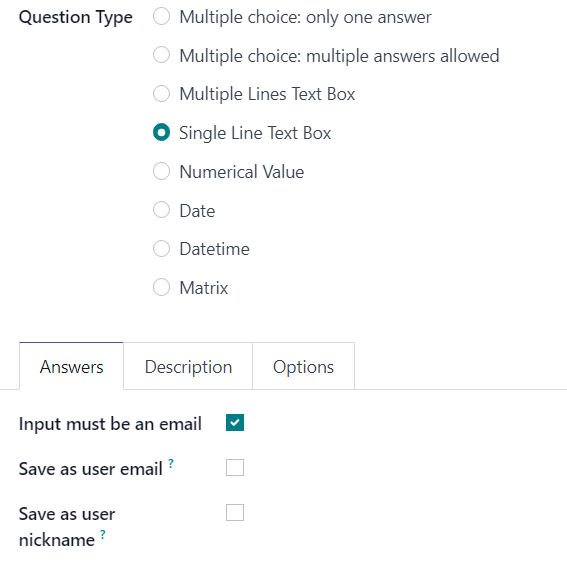 Question Type
Multiple choice: only one answer
Multiple choice: multiple answers allowed
Multiple Lines Text Box
Single Line Text Box
Numerical Value
Date
Datetime
Matrix
Answers Description Options
Input must be an email
Save as user email ?
Save as user
nickname ?